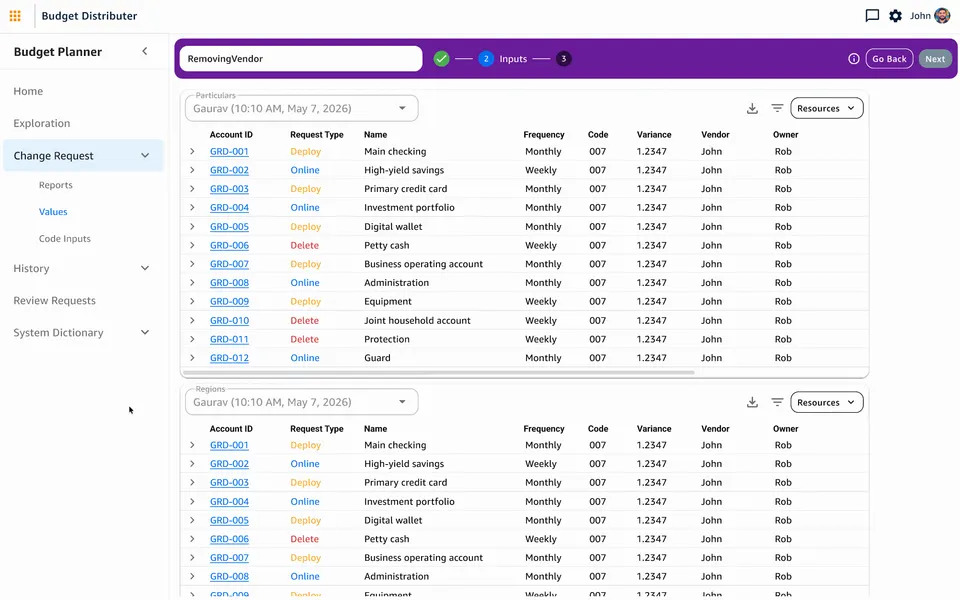 Budget Distributer
John
Budget Planner
Home
Exploration
Change Request
Reports
Values
Code Inputs
History
Review Requests
System Dictionary
RemovingVendor
2 Inputs 3
Go Back Next
Particulars
Gaurav (10:10 AM, May 7, 2026)
Resources
Account ID Request Type Name Frequency Code Variance Vendor Owner
GRD-001 Deploy Main checking Monthly 007 1.2347 John Rob
GRD-002 Online High-yield savings Weekly 007 1.2347 John Rob
GRD-003 Deploy Primary credit card Monthly 007 1.2347 John Rob
GRD-004 Online Investment portfolio Monthly 007 1.2347 John Rob
GRD-005 Deploy Digital wallet Monthly 007 1.2347 John Rob
GRD-006 Delete Petty cash Weekly 007 1.2347 John Rob
GRD-007 Deploy Business operating account Monthly 007 1.2347 John Rob
GRD-008 Online Administration Monthly 007 1.2347 John Rob
GRD-009 Deploy Equipment Weekly 007 1.2347 John Rob
GRD-010 Delete Joint household account Weekly 007 1.2347 John Rob
GRD-011 Delete Protection Weekly 007 1.2347 John Rob
GRD-012 Online Guard Monthly 007 1.2347 John Rob
Regions
Gaurav (10:10 AM, May 7, 2026)
Resources
Account ID Request Type Name Frequency Code Variance Vendor Owner
GRD-001 Deploy Main checking Monthly 007 1.2347 John Rob
GRD-002 Online High-yield savings Weekly 007 1.2347 John Rob
GRD-003 Deploy Primary credit card Monthly 007 1.2347 John Rob
GRD-004 Online Investment portfolio Monthly 007 1.2347 John Rob
GRD-005 Deploy Digital wallet Monthly 007 1.2347 John Rob
GRD-006 Delete Petty cash Weekly 007 1.2347 John Rob
GRD-007 Deploy Business operating account Monthly 007 1.2347 John Rob
GRD-008 Online Administration Monthly 007 1.2347 John Rob
GRD-009 Deploy Equipment Weekly 007 1.2347 John Rob